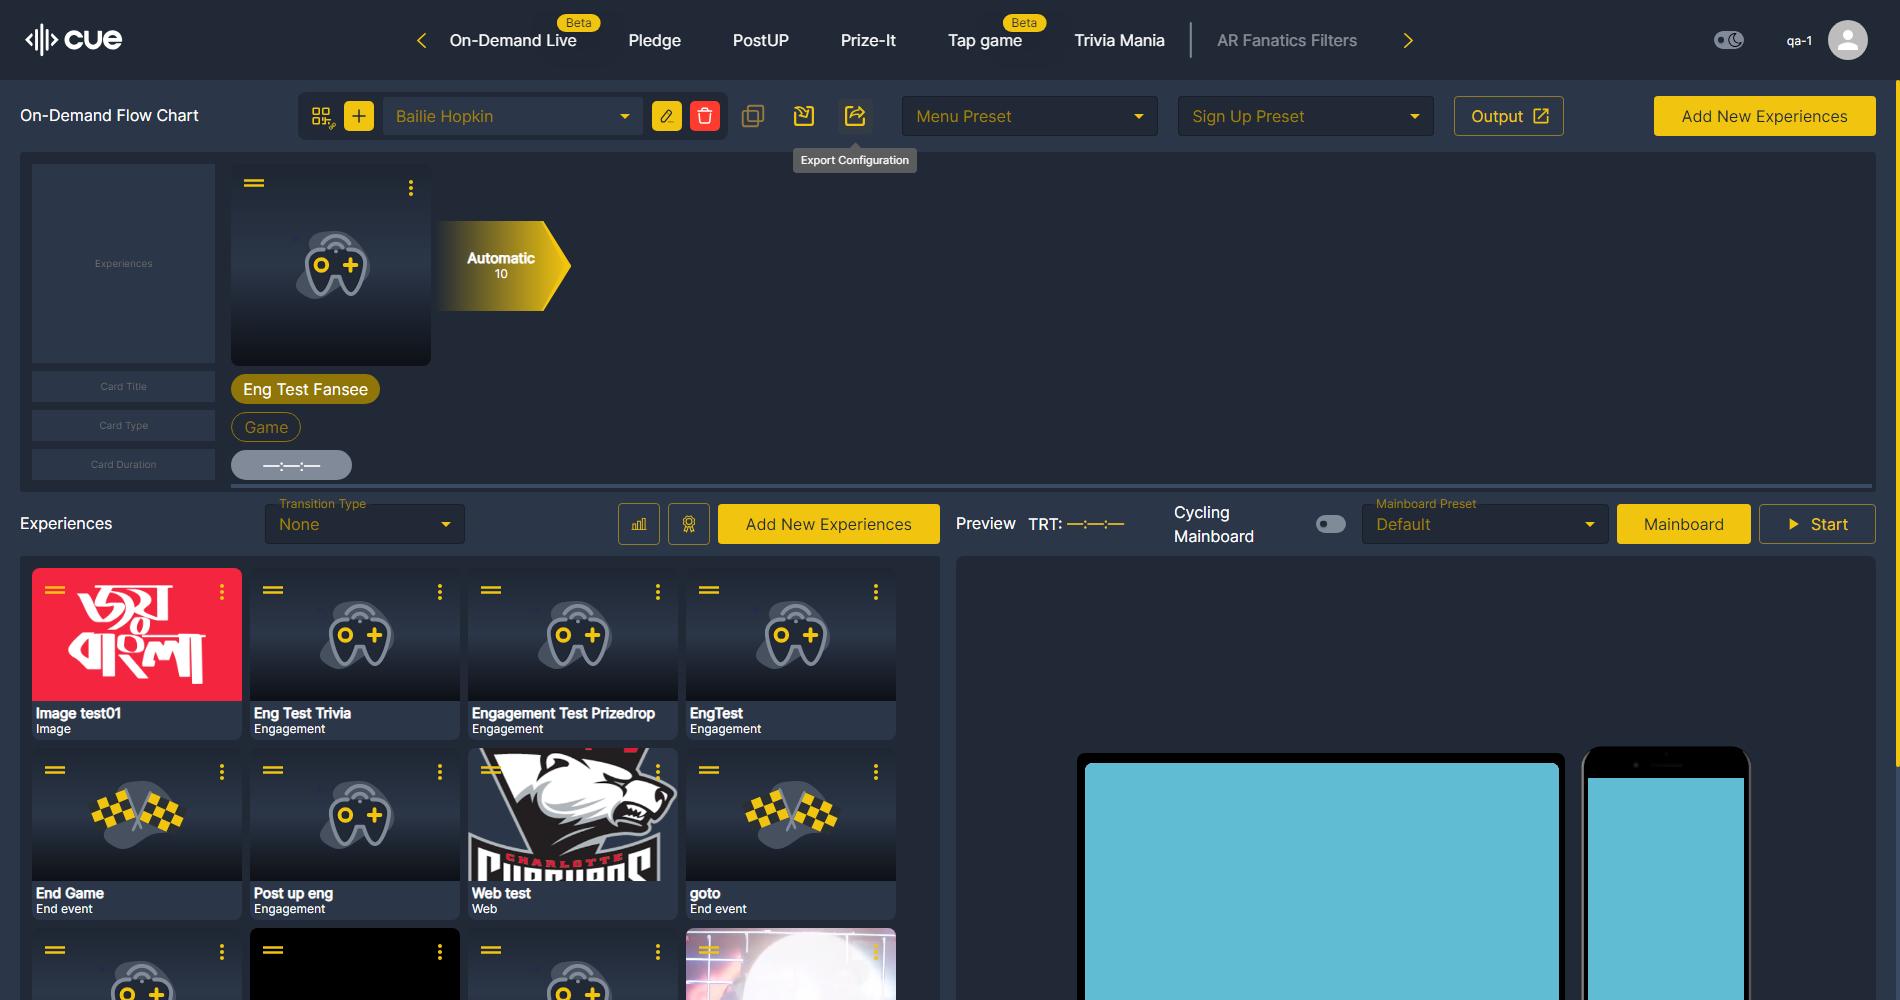 cue
On-Demand Live
Beta
Pledge
PostUP
Prize-It
Tap game
Beta
Trivia Mania
AR Fanatics Filters
qa-1
On-Demand Flow Chart
Bailie Hopkin
Menu Preset
Sign Up Preset
Output
Add New Experiences
Export Configuration
Experiences
Automatic
10
Card Title
Eng Test Fansee
Card Type
Game
Card Duration
—:—:—
Experiences
Transition Type
None
Add New Experiences
Preview
TRT: —:—:—
Cycling
Mainboard
Mainboard Preset
Default
Mainboard
Start
জয়
বাংলা
Image test01
Image
Eng Test Trivia
Engagement
Engagement Test Prizedrop
Engagement
EngTest
Engagement
End Game
End event
Post up eng
Engagement
CHARLOTTE
Web test
Web
goto
End event